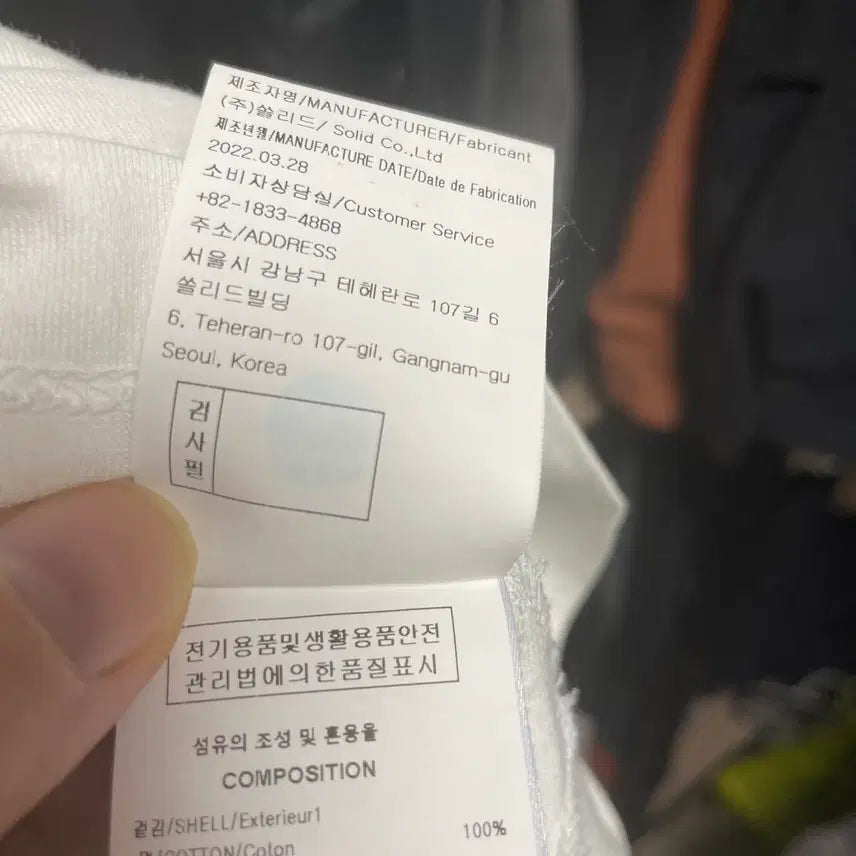 제조자명/MANUFACTURER/Fabricant
(주)쏠리드/ Solid Co.,Ltd
제조년월/MANUFACTURE DATE/Date de Fabrication
2022.03.28
소비자상담실/Customer Service
+82-1833-4868
주소/ADDRESS
서울시 강남구 테헤란로 107길 6
쏠리드빌딩
6, Teheran-ro 107-gil, Gangnam-gu
Seoul, Korea
검사필
전기용품및생활용품안전
관리법에의한품질표시
섬유의 조성 및 혼용율
COMPOSITION
겉감/SHELL/Exterieur1
면/COTTON/Coton 100%